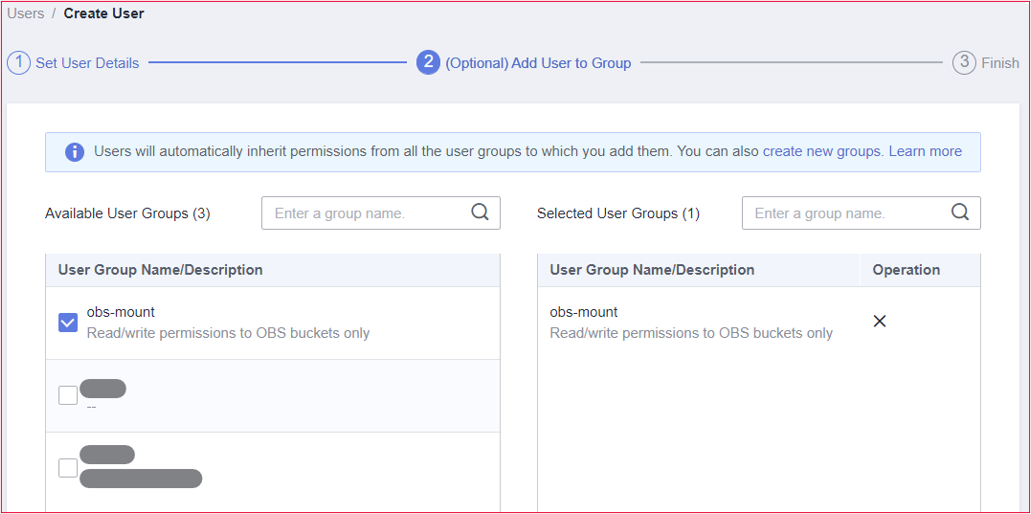 Users / Create User
1 Set User Details 2 (Optional) Add User to Group 3 Finish
Users will automatically inherit permissions from all the user groups to which you add them. You can also create new groups. Learn more
Available User Groups (3) Enter a group name. Selected User Groups (1) Enter a group name.
User Group Name/Description User Group Name/Description Operation
obs-mount obs-mount
Read/write permissions to OBS buckets only Read/write permissions to OBS buckets only
--